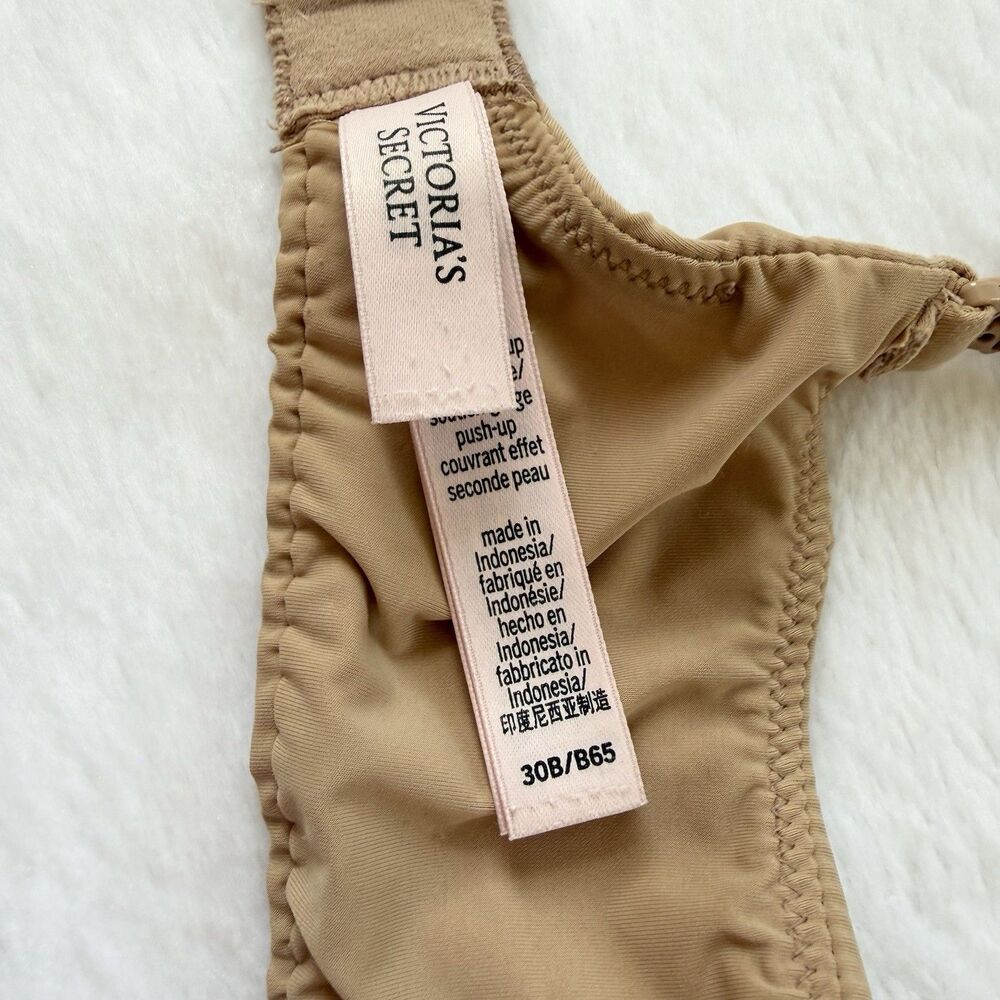 VICTORIA'S
SECRET
up
e/
push-up
couvrant effet
seconde peau
made in
Indonesia/
fabriqué en
Indonésie/
hecho en
Indonesia/
fabbricato in
Indonesia/
印度尼西亚制造
30B/B65